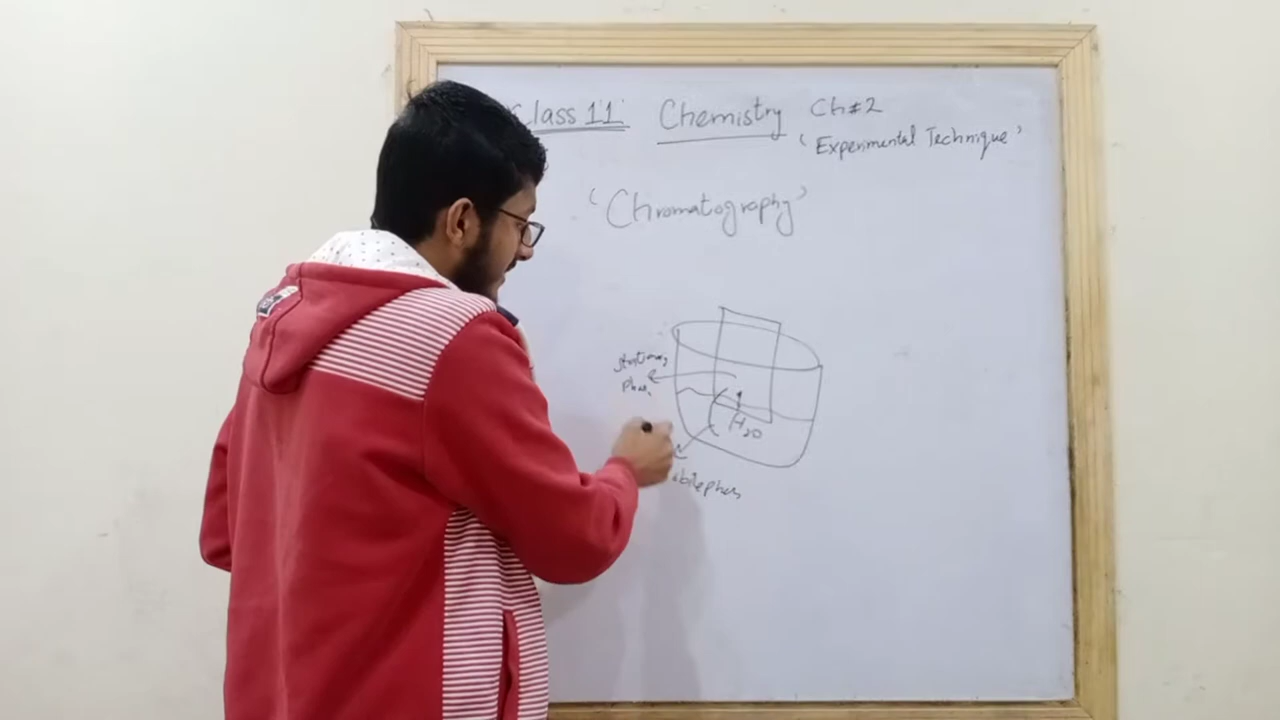 Class 11 Chemistry Ch#2
'Experimental Technique'
'Chromatography'
stationary
phase
H2O